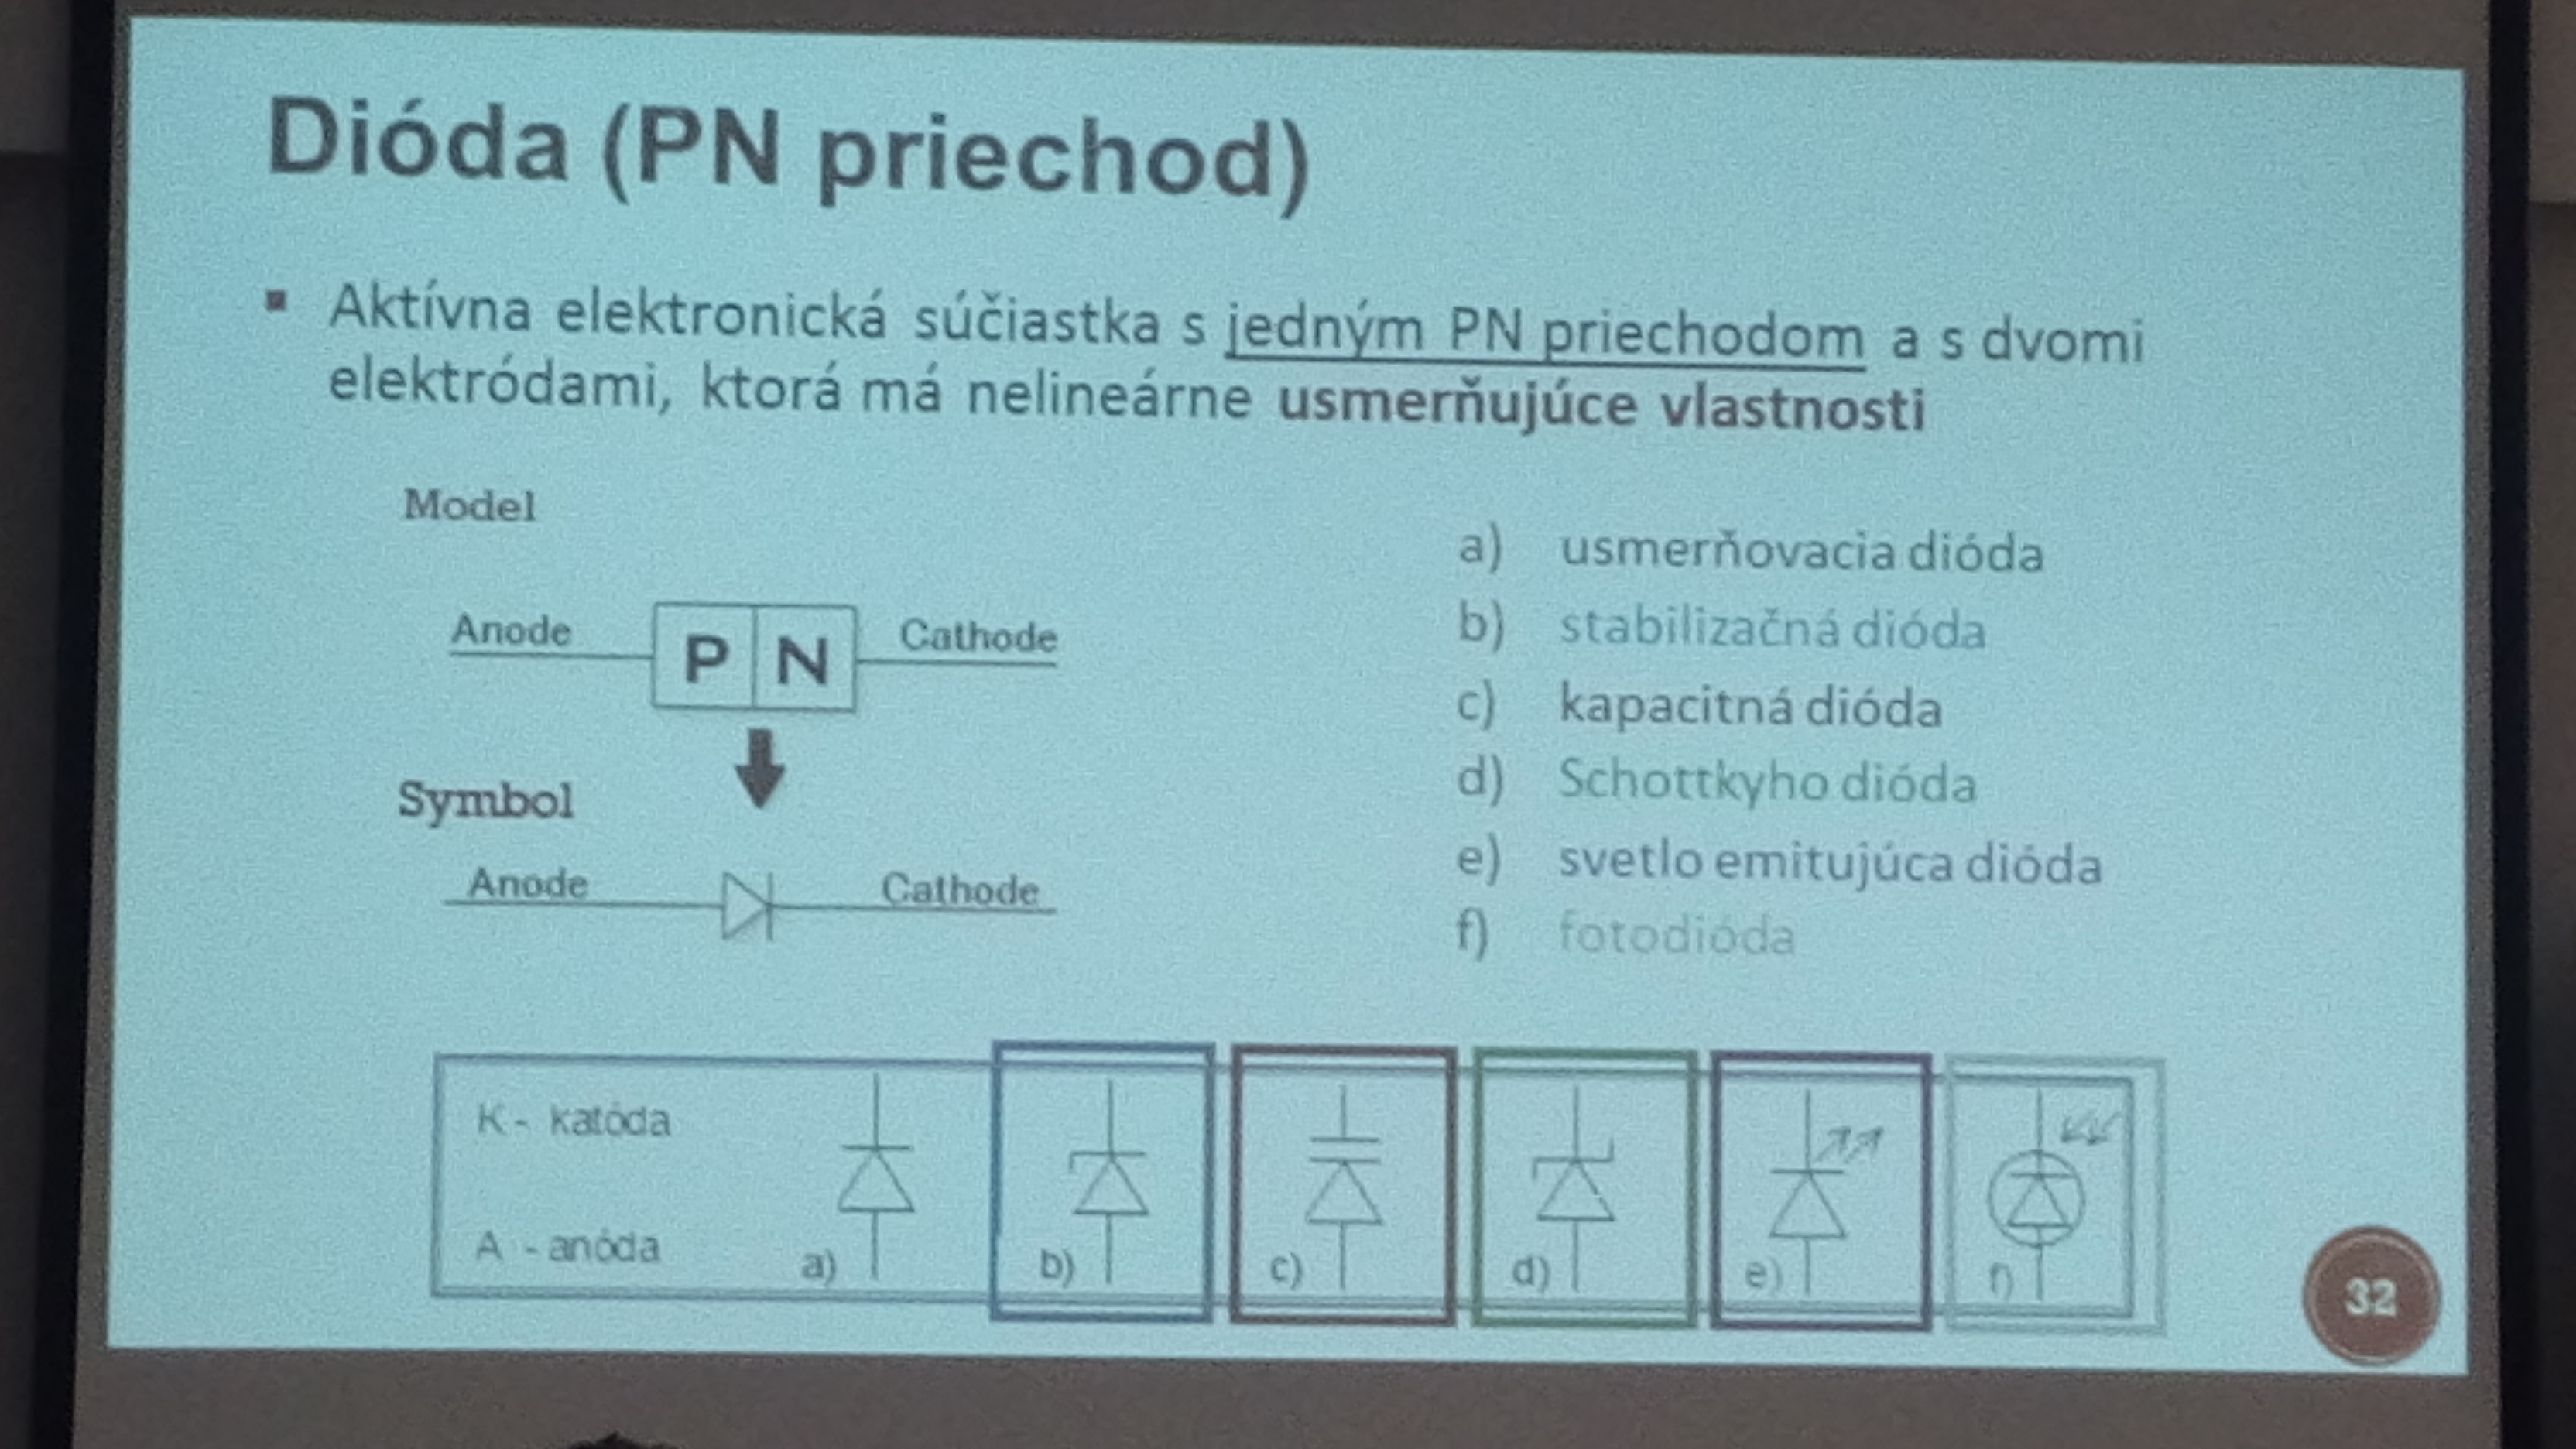 Dióda (PN priechod)
▪ Aktívna elektronická súčiastka s jedným PN priechodom a s dvomi
elektródami, ktorá má nelineárne usmerňujúce vlastnosti
Model
Anode P N Cathode
Symbol
Anode Cathode
a) usmerňovacia dióda
b) stabilizačná dióda
c) kapacitná dióda
d) Schottkyho dióda
e) svetlo emitujúca dióda
f) fotodióda
K - katóda
A - anóda
a) b) c) d) e) f)
32